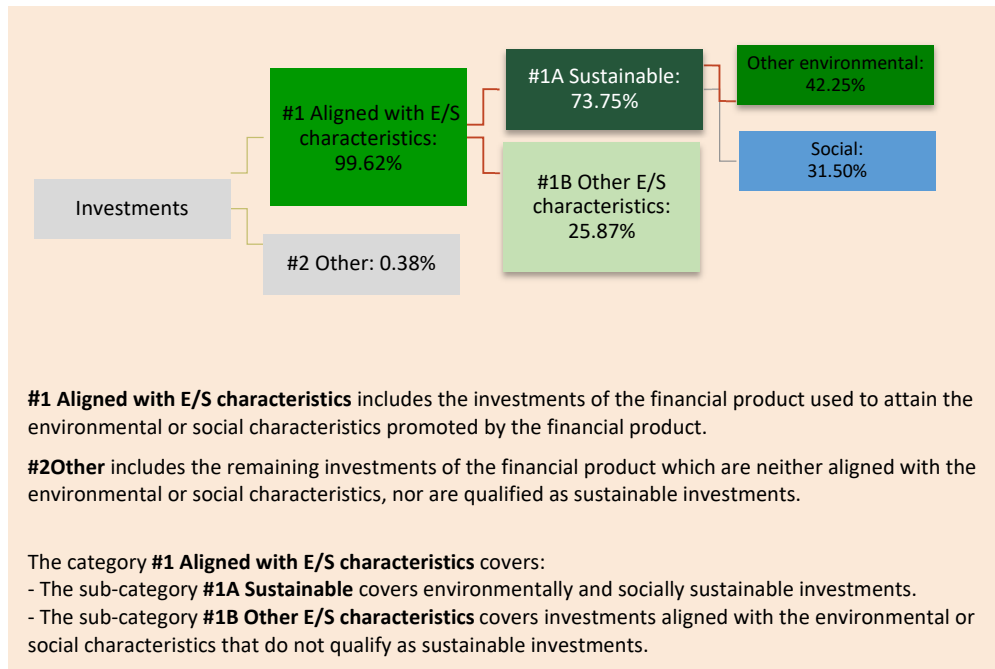 Investments
#1 Aligned with E/S
characteristics:
99.62%
#2 Other: 0.38%
#1A Sustainable:
73.75%
#1B Other E/S
characteristics:
25.87%
Other environmental:
42.25%
Social:
31.50%
#1 Aligned with E/S characteristics includes the investments of the financial product used to attain the
environmental or social characteristics promoted by the financial product.
#2Other includes the remaining investments of the financial product which are neither aligned with the
environmental or social characteristics, nor are qualified as sustainable investments.
The category #1 Aligned with E/S characteristics covers:
- The sub-category #1A Sustainable covers environmentally and socially sustainable investments.
- The sub-category #1B Other E/S characteristics covers investments aligned with the environmental or
social characteristics that do not qualify as sustainable investments.